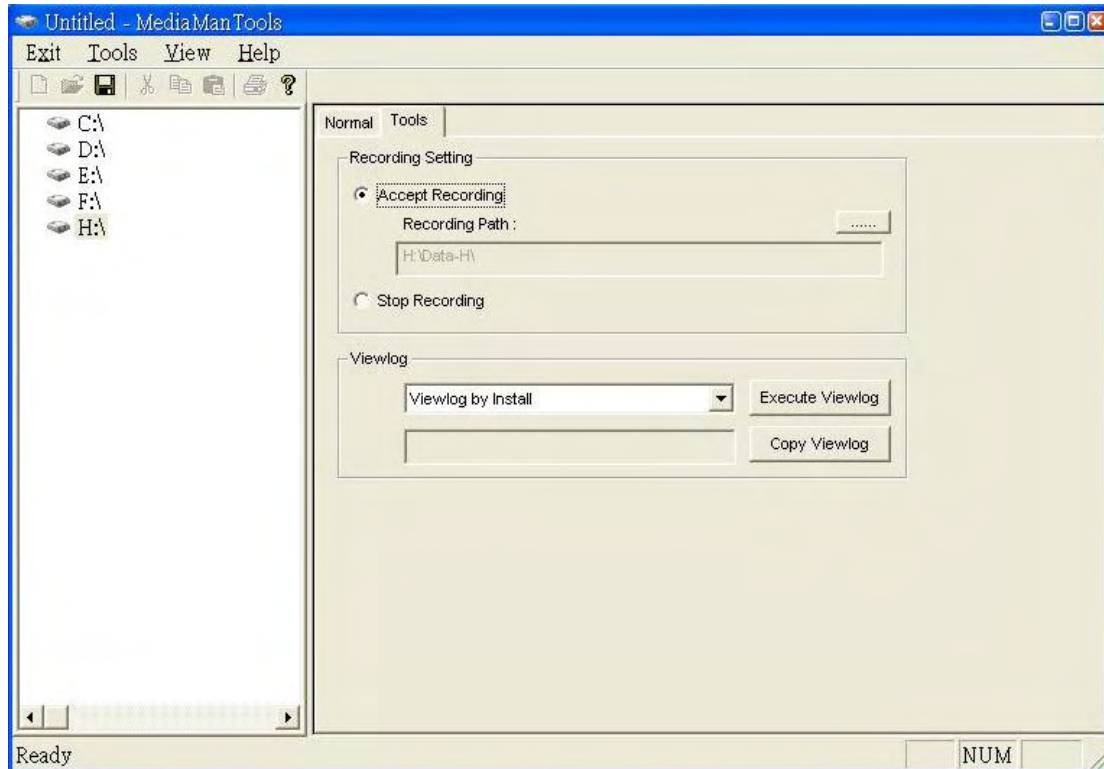 Untitled - MediaManTools
Exit Tools View Help
C:\
D:\
E:\
F:\
H:\
Normal Tools
Recording Setting
Accept Recording
Recording Path :
......
H:\Data-H\
Stop Recording
Viewlog
Viewlog by Install
Execute Viewlog
Copy Viewlog
Ready
NUM